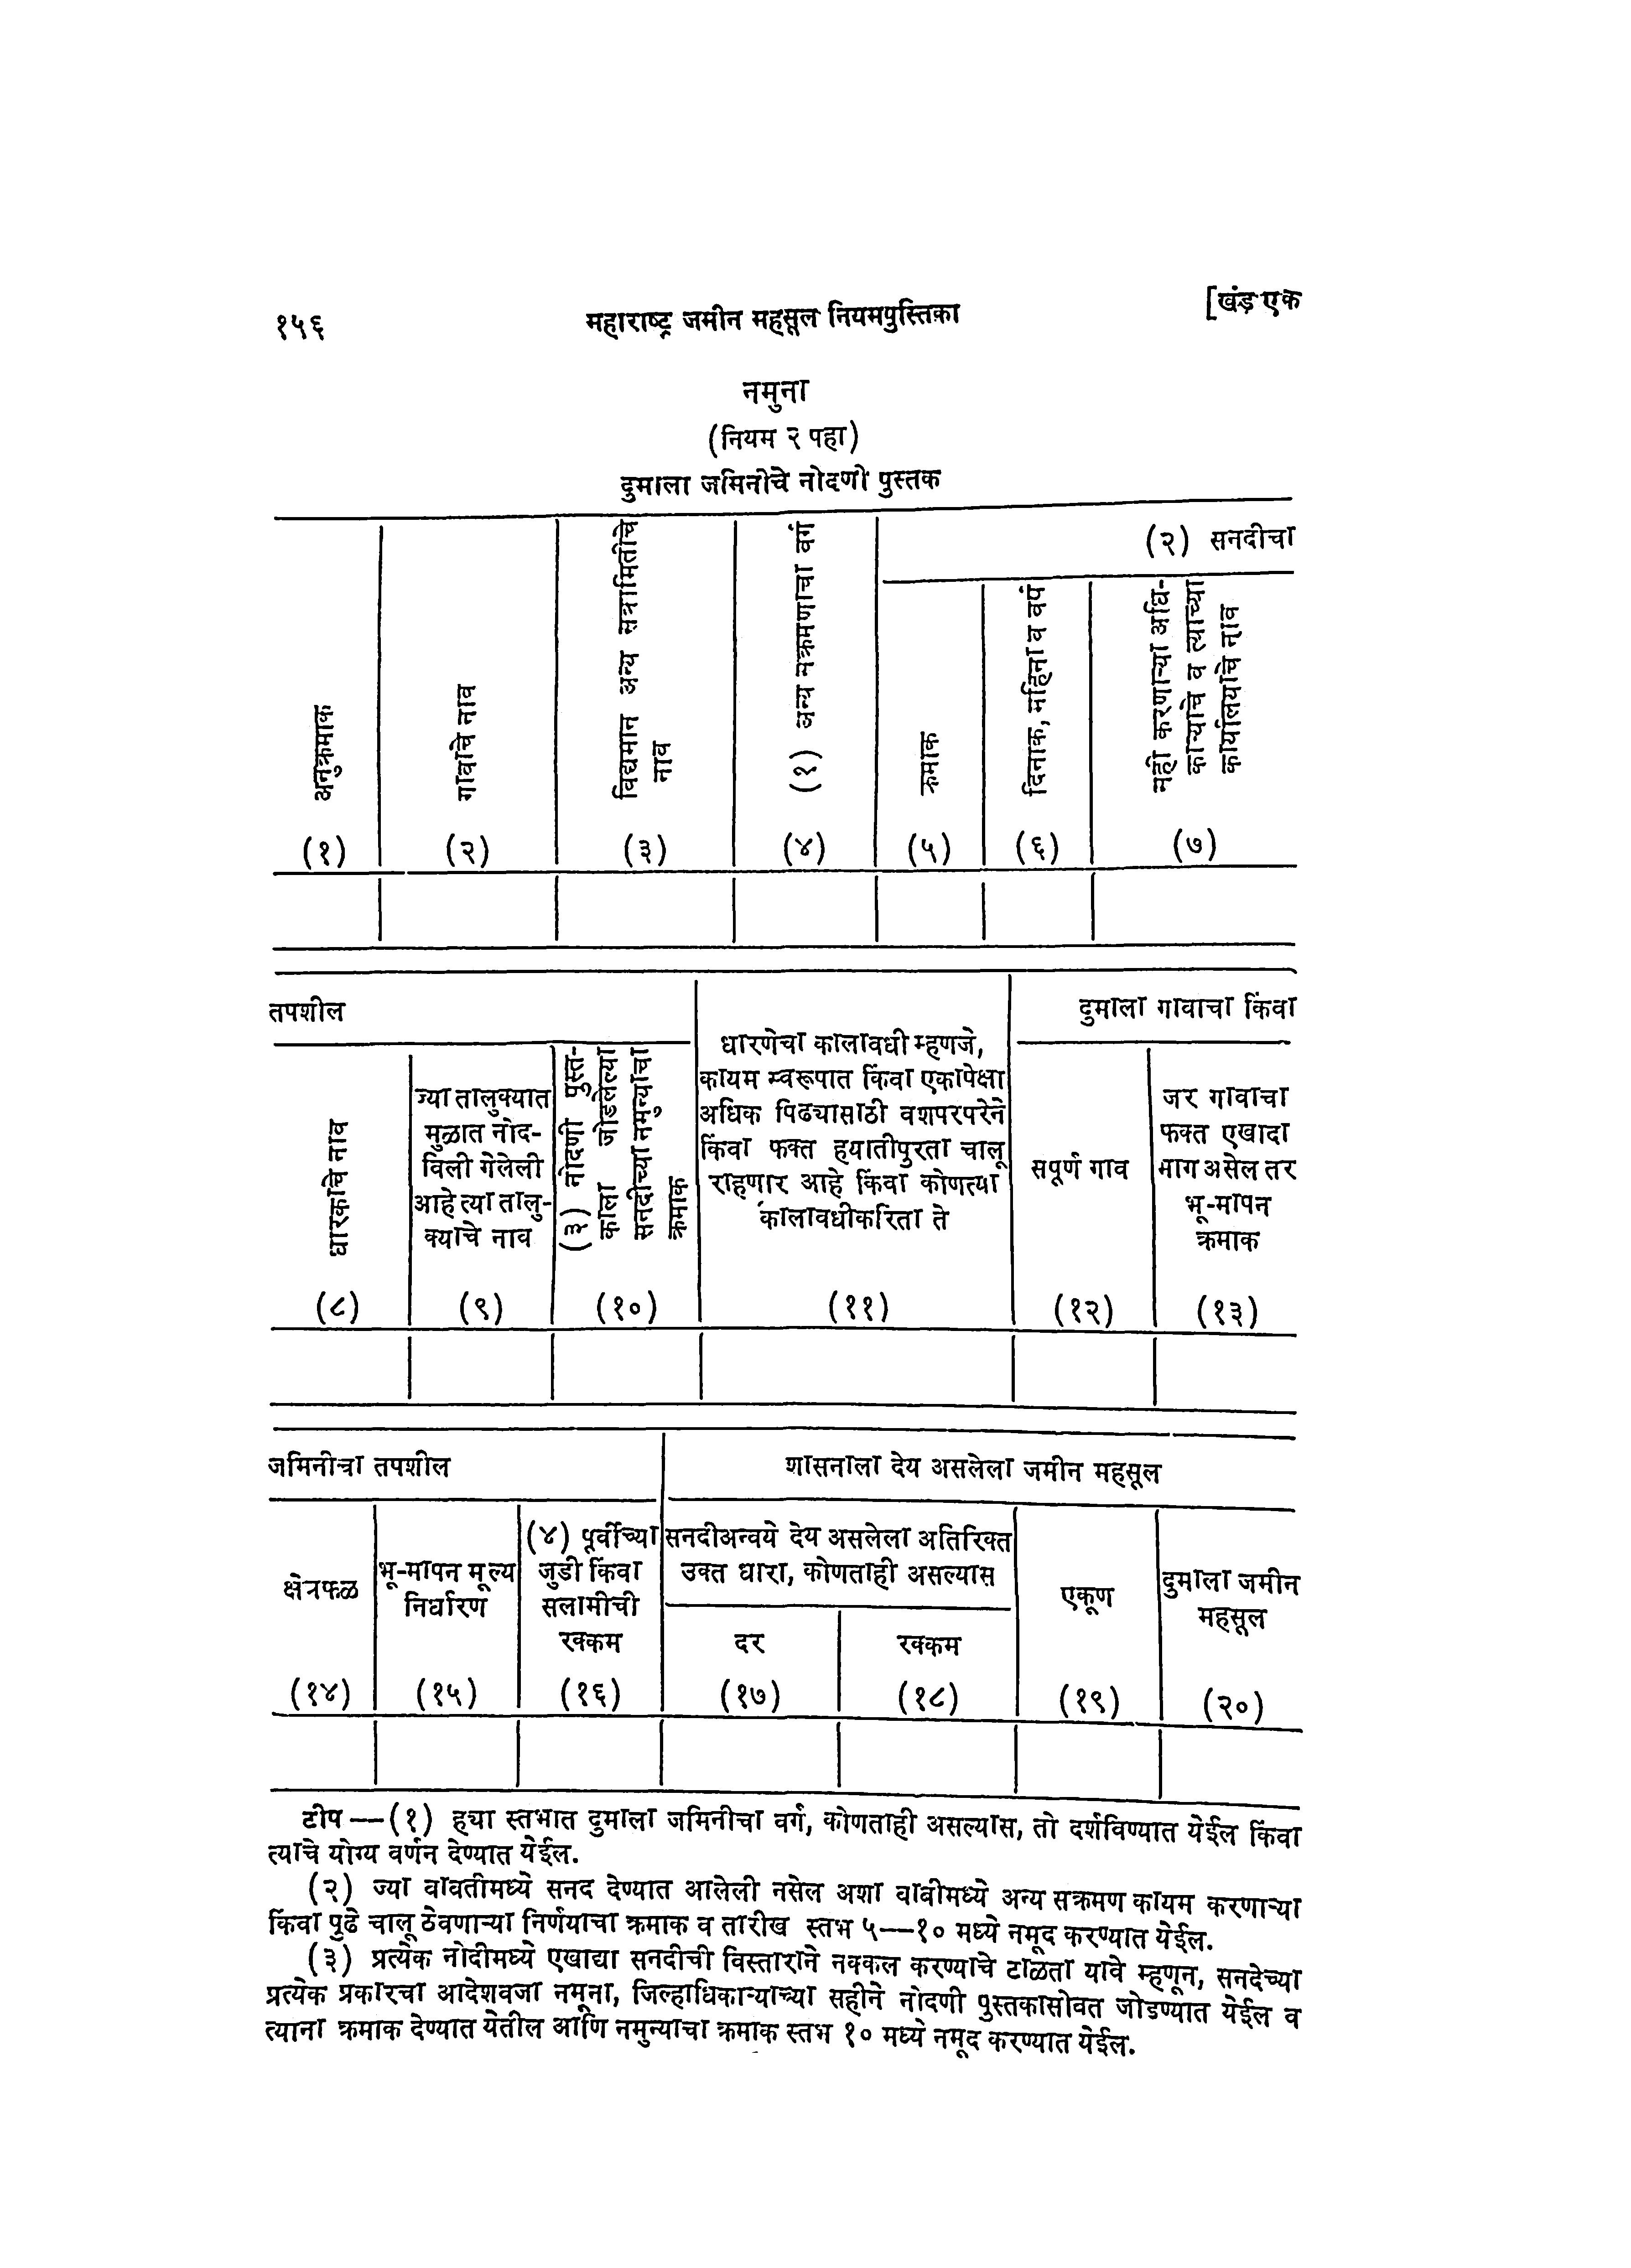 १५६
महाराष्ट्र जमीन महसूल नियमपुस्तिका
[खंड एक
नमुना
(नियम २ पहा)
दुमाला जमिनीचे नोदणी पुस्तक
(२) सनदीचा
अनुक्रमाक
गावाचे नाव
विद्यमान अन्य सत्रामितीचे
नाव
(१) अन्य मक्रमणाचा वर्ग
क्रमाक
दिनाक, महिना व वर्ष
मही करणाऱ्या अधि-
काऱ्याचे व त्याच्या
कार्यालयाचे नाव
(१) (२) (३) (४) (५) (६) (७)
तपशील
दुमाला गावाचा किंवा
धारकाचे नाव
ज्या तालुक्यात
मुळात नोद-
विली गेलेली
आहे त्या तालु-
क्याचे नाव
(३) नोदणी पुस्त-
काला जोडलेल्या
सनदीच्या नमुन्याचा
क्रमाक
धारणेचा कालावधी म्हणजे,
कायम स्वरूपात किंवा एकापेक्षा
अधिक पिढ्यासाठी वशपरपरेने
किंवा फक्त हयातीपुरता चालू
राहणार आहे किंवा कोणत्या
कालावधीकरिता ते
सपूर्ण गाव
जर गावाचा
फक्त एखादा
भाग असेल तर
भू-मापन
क्रमाक
(८) (९) (१०) (११) (१२) (१३)
जमिनीचा तपशील
शासनाला देय असलेला जमीन महसूल
क्षेत्रफळ
भू-मापन मूल्य
निर्धारण
(४) पूर्वीच्या
जुडी किंवा
सलामीची
रक्कम
सनदीअन्वये देय असलेला अतिरिक्त
उक्त धारा, कोणताही असल्यास
दर
रक्कम
एकूण
दुमाला जमीन
महसूल
(१४) (१५) (१६) (१७) (१८) (१९) (२०)
टीप —(१) ह्या स्तभात दुमाला जमिनीचा वर्ग, कोणताही असल्यास, तो दर्शविण्यात येईल किंवा
त्याचे योग्य वर्णन देण्यात येईल.
(२) ज्या वावतीमध्ये सनद देण्यात आलेली नसेल अशा वावीमध्ये अन्य सक्रमण कायम करणाऱ्या
किंवा पुढे चालू ठेवणाऱ्या निर्णयाचा क्रमाक व तारीख स्तभ ५—१० मध्ये नमूद करण्यात येईल.
(३) प्रत्येक नोदीमध्ये एखाद्या सनदीची विस्ताराने नक्कल करण्याचे टाळता यावे म्हणून, सनदेच्या
प्रत्येक प्रकारचा आदेशवजा नमूना, जिल्हाधिकाऱ्याच्या सहीने नोदणी पुस्तकासोवत जोडण्यात येईल व
त्याना क्रमाक देण्यात येतील आणि नमुन्याचा क्रमाक स्तभ १० मध्ये नमूद करण्यात येईल.